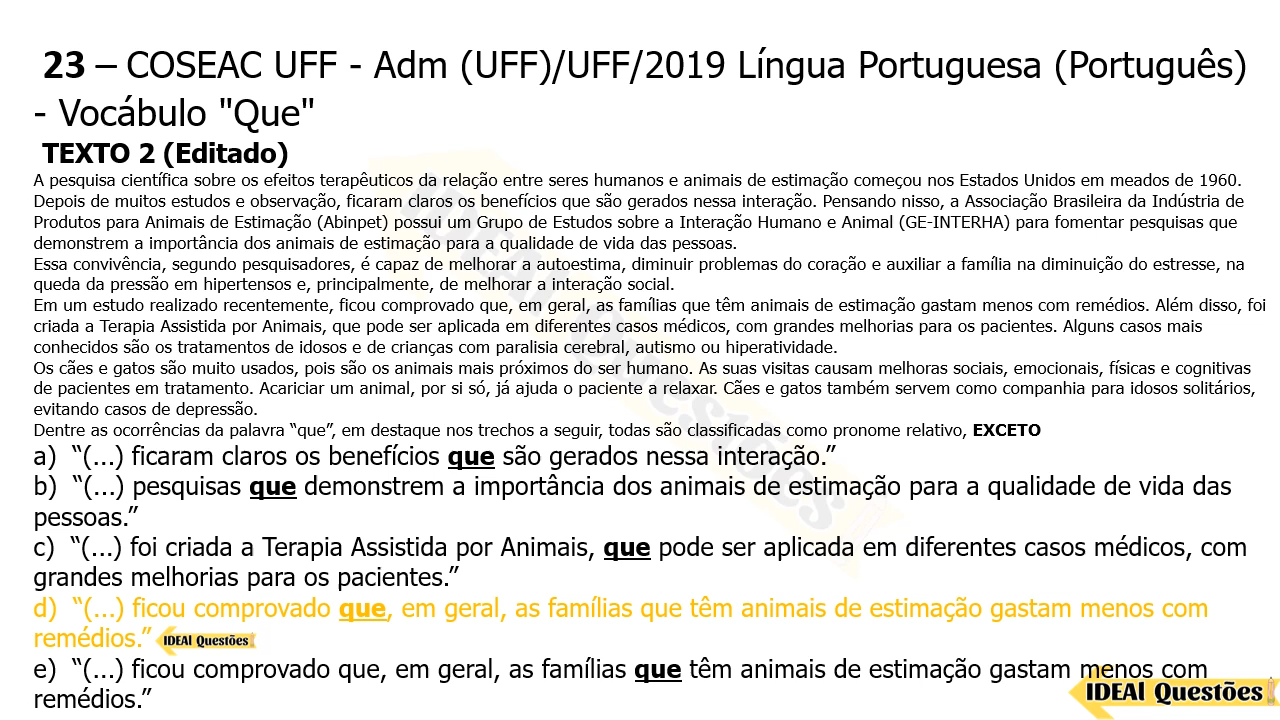 23 – COSEAC UFF - Adm (UFF)/UFF/2019 Língua Portuguesa (Português)
- Vocábulo "Que"
TEXTO 2 (Editado)
A pesquisa científica sobre os efeitos terapêuticos da relação entre seres humanos e animais de estimação começou nos Estados Unidos em meados de 1960.
Depois de muitos estudos e observação, ficaram claros os benefícios que são gerados nessa interação. Pensando nisso, a Associação Brasileira da Indústria de
Produtos para Animais de Estimação (Abinpet) possui um Grupo de Estudos sobre a Interação Humano e Animal (GE-INTERHA) para fomentar pesquisas que
demonstrem a importância dos animais de estimação para a qualidade de vida das pessoas.
Essa convivência, segundo pesquisadores, é capaz de melhorar a autoestima, diminuir problemas do coração e auxiliar a família na diminuição do estresse, na
queda da pressão em hipertensos e, principalmente, de melhorar a interação social.
Em um estudo realizado recentemente, ficou comprovado que, em geral, as famílias que têm animais de estimação gastam menos com remédios. Além disso, foi
criada a Terapia Assistida por Animais, que pode ser aplicada em diferentes casos médicos, com grandes melhorias para os pacientes. Alguns casos mais
conhecidos são os tratamentos de idosos e de crianças com paralisia cerebral, autismo ou hiperatividade.
Os cães e gatos são muito usados, pois são os animais mais próximos do ser humano. As suas visitas causam melhoras sociais, emocionais, físicas e cognitivas
de pacientes em tratamento. Acariciar um animal, por si só, já ajuda o paciente a relaxar. Cães e gatos também servem como companhia para idosos solitários,
evitando casos de depressão.
Dentre as ocorrências da palavra “que”, em destaque nos trechos a seguir, todas são classificadas como pronome relativo, EXCETO
a) “(...) ficaram claros os benefícios que são gerados nessa interação.”
b) “(...) pesquisas que demonstrem a importância dos animais de estimação para a qualidade de vida das
pessoas.”
c) “(...) foi criada a Terapia Assistida por Animais, que pode ser aplicada em diferentes casos médicos, com
grandes melhorias para os pacientes.”
d) “(...) ficou comprovado que, em geral, as famílias que têm animais de estimação gastam menos com
remédios.” IDEAl Questões
e) “(...) ficou comprovado que, em geral, as famílias que têm animais de estimação gastam menos com
remédios.”
IDEAl Questões
IDEAl Questões